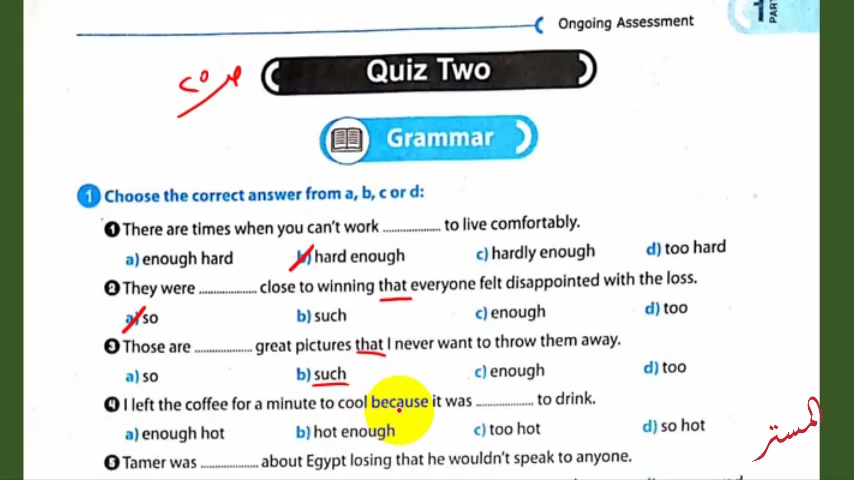 Ongoing Assessment
PART
Quiz Two
Grammar
1 Choose the correct answer from a, b, c or d:
1 There are times when you can't work .................... to live comfortably.
a) enough hard b) hard enough c) hardly enough d) too hard
2 They were .................... close to winning that everyone felt disappointed with the loss.
a) so b) such c) enough d) too
3 Those are .................... great pictures that I never want to throw them away.
a) so b) such c) enough d) too
4 I left the coffee for a minute to cool because it was .................... to drink.
a) enough hot b) hot enough c) too hot d) so hot
5 Tamer was .................... about Egypt losing that he wouldn't speak to anyone.
المستر